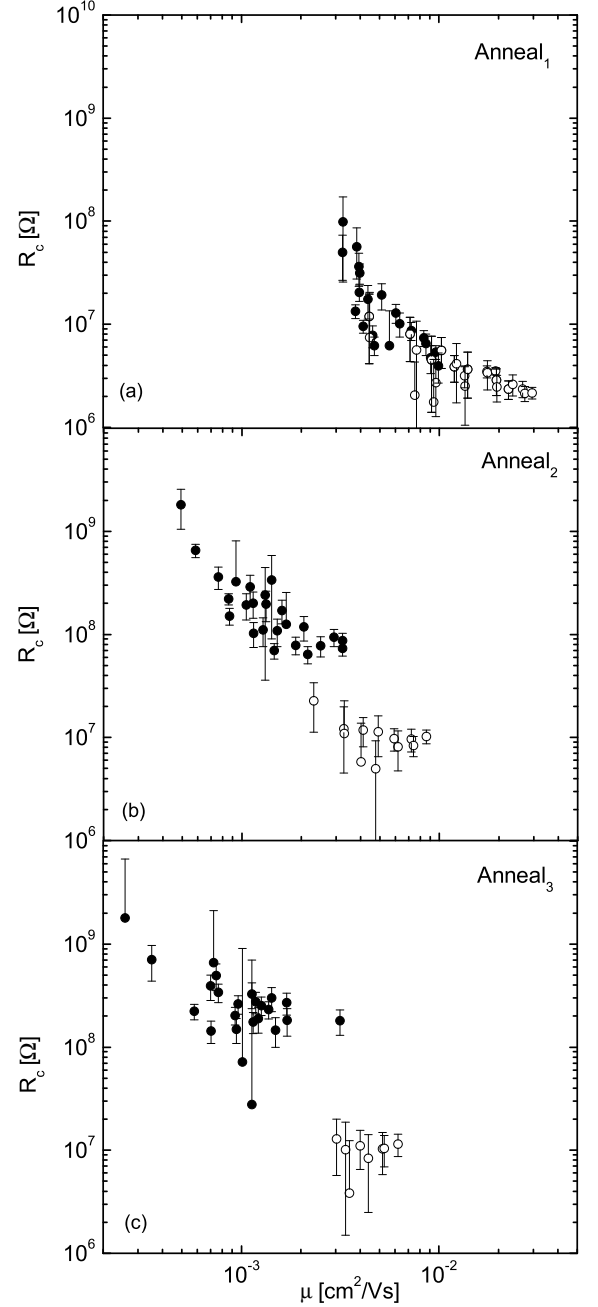 10^10
Anneal_1
10^9
10^8
R_c [Ω]
10^7
(a)
10^6
Anneal_2
10^9
R_c [Ω]
10^8
10^7
(b)
10^6
Anneal_3
10^9
R_c [Ω]
10^8
10^7
(c)
10^6
10^-3 10^-2
μ [cm^2/Vs]